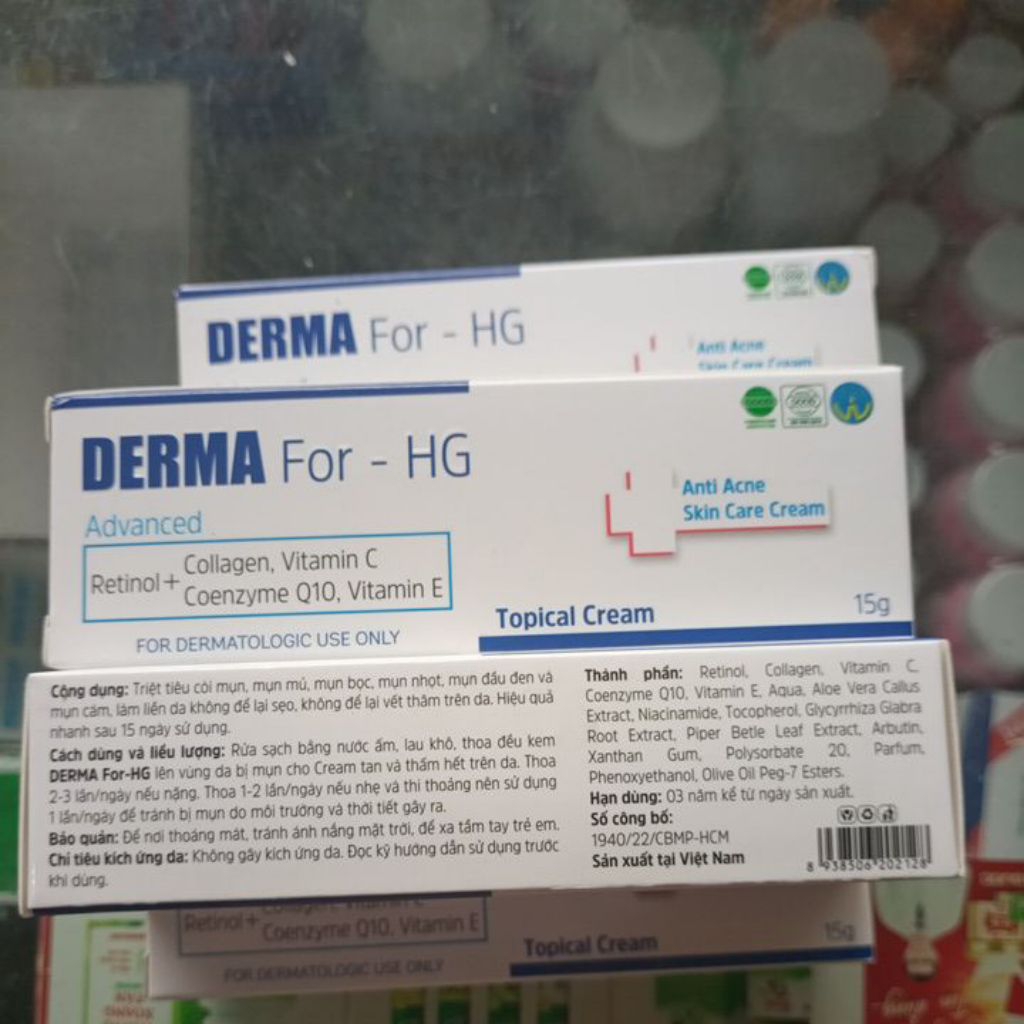 DERMA For - HG
Anti Acne
Skin Care Cream
DERMA For - HG
Advanced
Retinol +
Collagen, Vitamin C
Coenzyme Q10, Vitamin E
FOR DERMATOLOGIC USE ONLY
Anti Acne
Skin Care Cream
Topical Cream
15g
Công dụng: Triệt tiêu còi mụn, mụn mủ, mụn bọc, mụn nhọt, mụn đầu đen và
mụn cám, làm liền da không để lại sẹo, không để lại vết thâm trên da. Hiệu quả
nhanh sau 15 ngày sử dụng.
Cách dùng và liều lượng: Rửa sạch bằng nước ấm, lau khô, thoa đều kem
DERMA For-HG lên vùng da bị mụn cho Cream tan và thấm hết trên da. Thoa
2-3 lần/ngày nếu nặng. Thoa 1-2 lần/ngày nếu nhẹ và thi thoảng nên sử dụng
1 lần/ngày để tránh bị mụn do môi trường và thời tiết gây ra.
Bảo quản: Để nơi thoáng mát, tránh ánh nắng mặt trời, để xa tầm tay trẻ em.
Chỉ tiêu kích ứng da: Không gây kích ứng da. Đọc kỹ hướng dẫn sử dụng trước
khi dùng.
Thành phần: Retinol, Collagen, Vitamin C,
Coenzyme Q10, Vitamin E, Aqua, Aloe Vera Callus
Extract, Niacinamide, Tocopherol, Glycyrrhiza Glabra
Root Extract, Piper Betle Leaf Extract, Arbutin,
Xanthan Gum, Polysorbate 20, Parfum,
Phenoxyethanol, Olive Oil Peg-7 Esters.
Hạn dùng: 03 năm kể từ ngày sản xuất.
Số công bố:
1940/22/CBMP-HCM
Sản xuất tại Việt Nam
8 938506 202128
Retinol +
Collagen, Vitamin C
Coenzyme Q10, Vitamin E
FOR DERMATOLOGIC USE ONLY
Topical Cream
15g